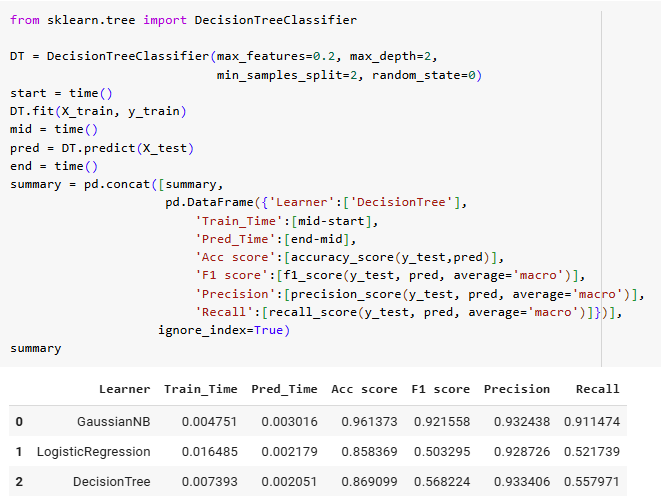 from sklearn.tree import DecisionTreeClassifier
DT = DecisionTreeClassifier(max_features=0.2, max_depth=2,
min_samples_split=2, random_state=0)
start = time()
DT.fit(X_train, y_train)
mid = time()
pred = DT.predict(X_test)
end = time()
summary = pd.concat([summary,
pd.DataFrame({'Learner':['DecisionTree'],
'Train_Time':[mid-start],
'Pred_Time':[end-mid],
'Acc score':[accuracy_score(y_test,pred)],
'F1 score':[f1_score(y_test, pred, average='macro')],
'Precision':[precision_score(y_test, pred, average='macro')],
'Recall':[recall_score(y_test, pred, average='macro')]})],
ignore_index=True)
summary
Learner Train_Time Pred_Time Acc score F1 score Precision Recall
0 GaussianNB 0.004751 0.003016 0.961373 0.921558 0.932438 0.911474
1 LogisticRegression 0.016485 0.002179 0.858369 0.503295 0.928726 0.521739
2 DecisionTree 0.007393 0.002051 0.869099 0.568224 0.933406 0.557971